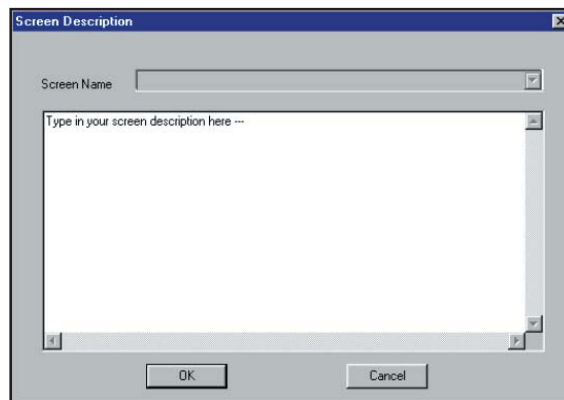 Screen Description
Screen Name
Type in your screen description here ---
OK
Cancel